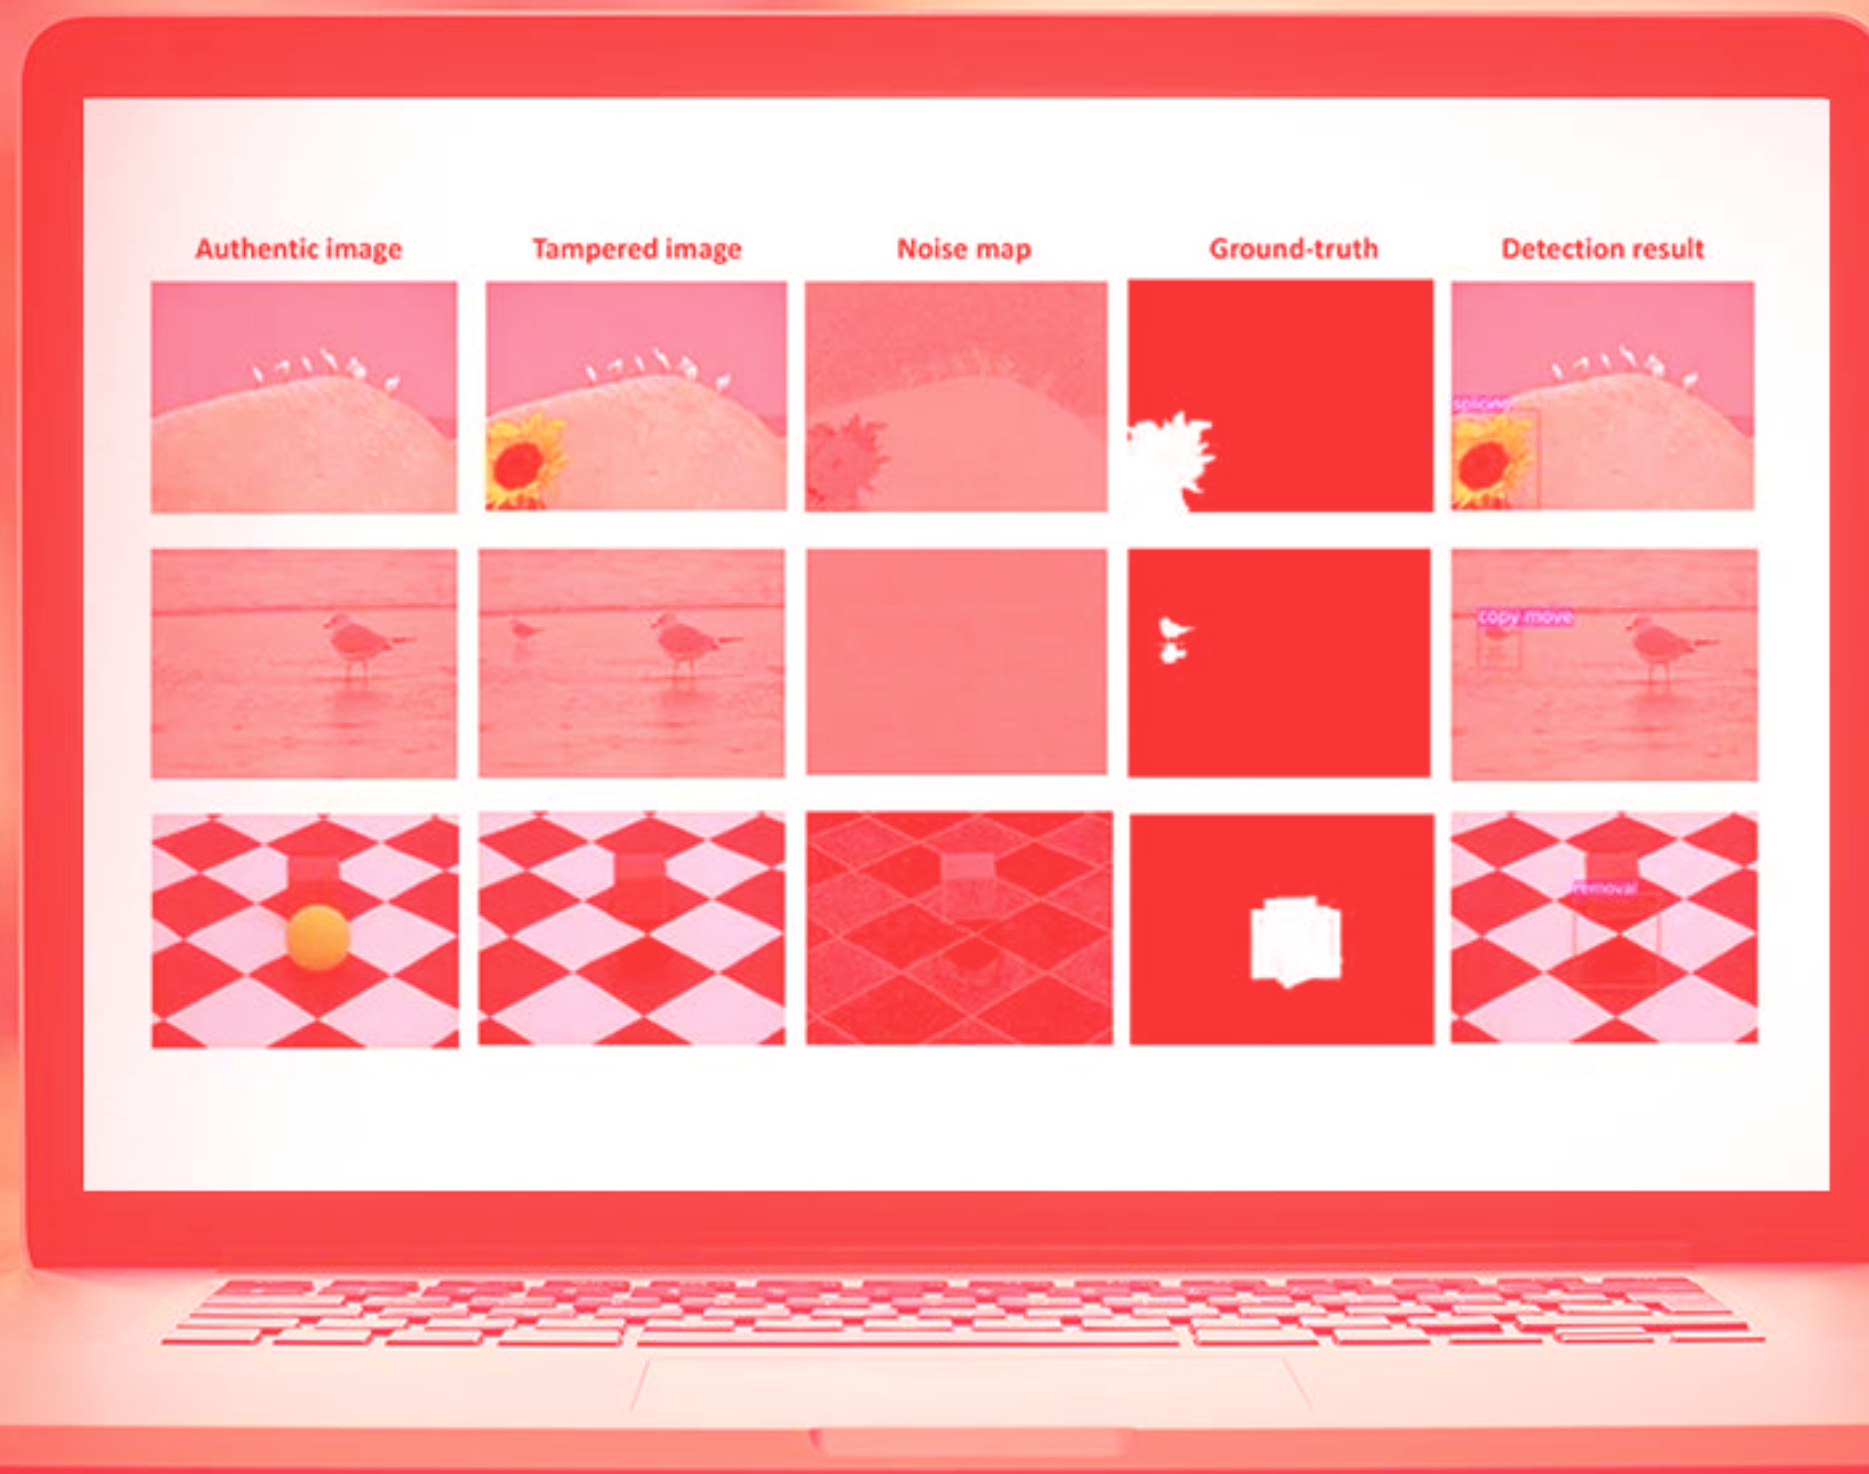 Authentic image
Tampered image
Noise map
Ground-truth
Detection result
splicing
copy move
removal